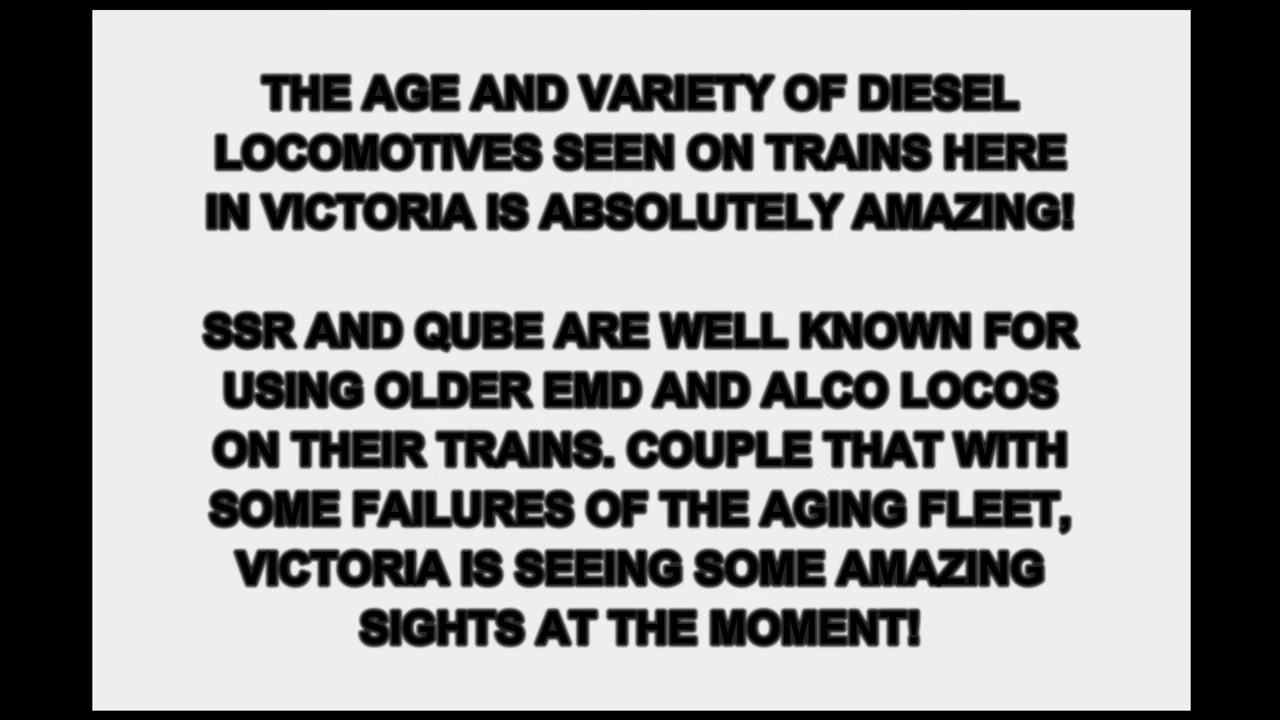 THE AGE AND VARIETY OF DIESEL
LOCOMOTIVES SEEN ON TRAINS HERE
IN VICTORIA IS ABSOLUTELY AMAZING!
SSR AND QUBE ARE WELL KNOWN FOR
USING OLDER EMD AND ALCO LOCOS
ON THEIR TRAINS. COUPLE THAT WITH
SOME FAILURES OF THE AGING FLEET,
VICTORIA IS SEEING SOME AMAZING
SIGHTS AT THE MOMENT!